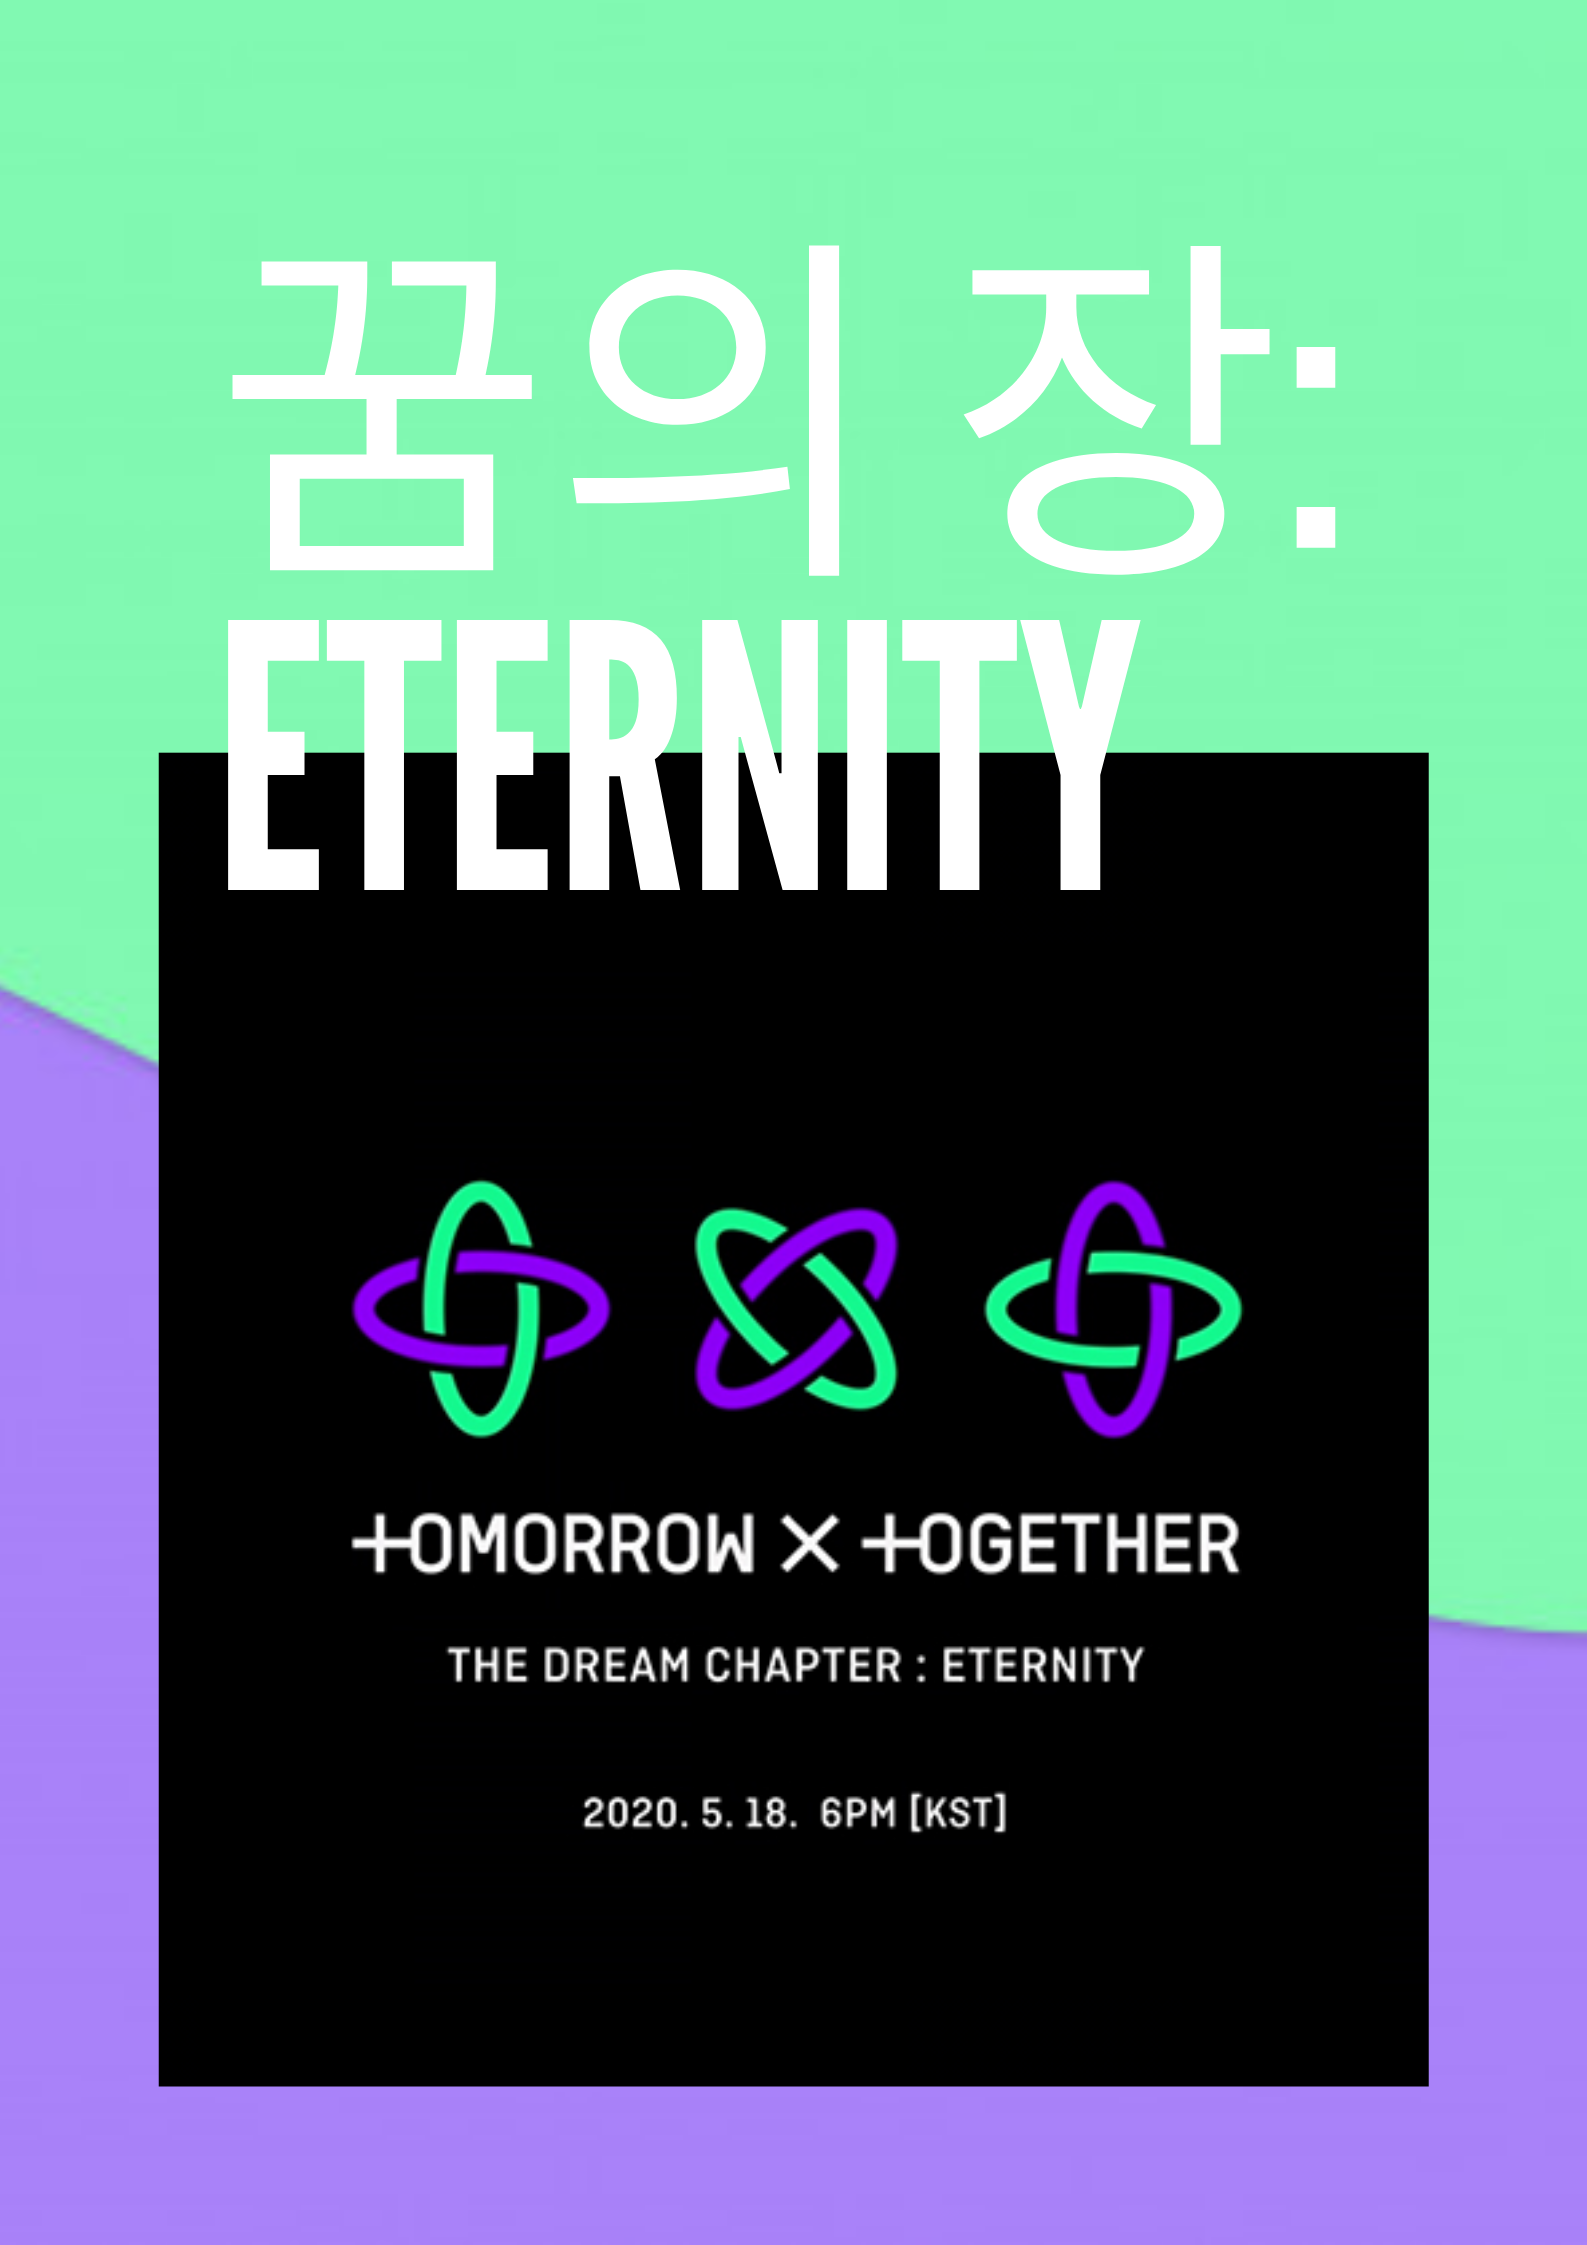 꿈의 장:
ETERNITY
TOMORROW X TOGETHER
THE DREAM CHAPTER : ETERNITY
2020. 5. 18. 6PM [KST]